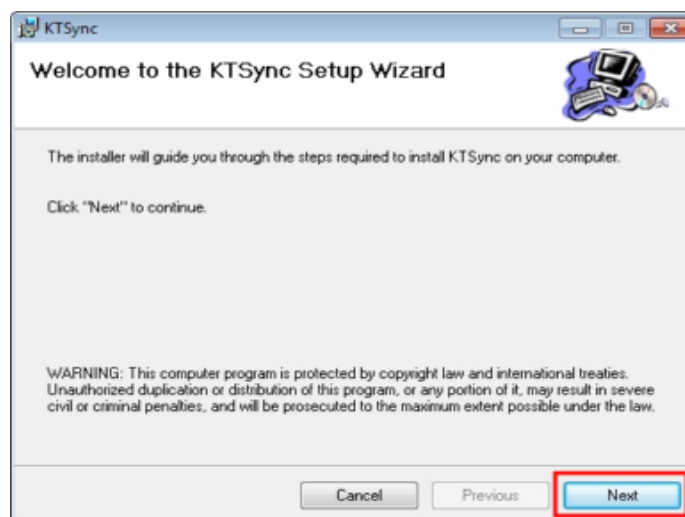 KTSync
Welcome to the KTSync Setup Wizard
The installer will guide you through the steps required to install KTSync on your computer.
Click "Next" to continue.
WARNING: This computer program is protected by copyright law and international treaties.
Unauthorized duplication or distribution of this program, or any portion of it, may result in severe
civil or criminal penalties, and will be prosecuted to the maximum extent possible under the law.
Cancel Previous Next